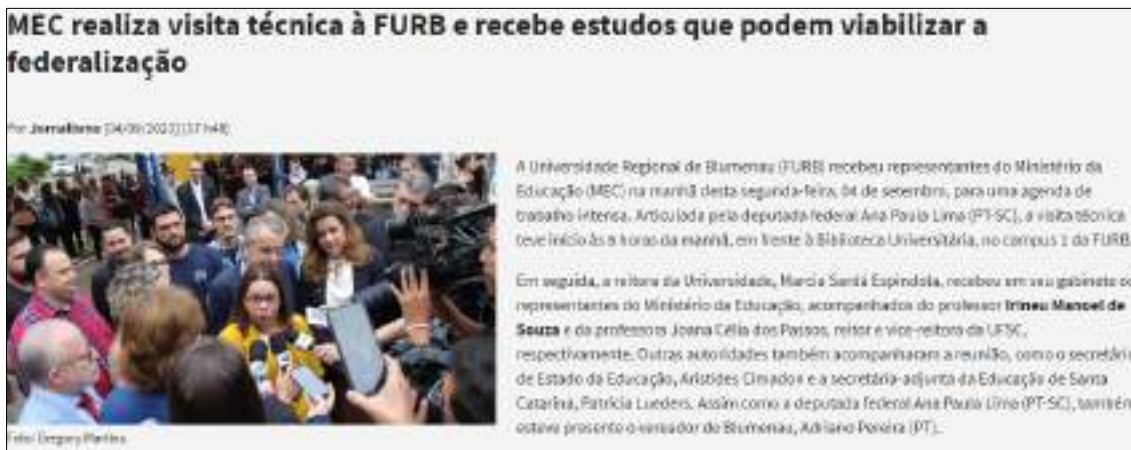 MEC realiza visita técnica à FURB e recebe estudos que podem viabilizar a
federalização
Por Jornalismo [04/09/2023] [17h48]
A Universidade Regional de Blumenau (FURB) recebeu representantes do Ministério da
Educação (MEC) na manhã desta segunda-feira, 04 de setembro, para uma agenda de
trabalho intensa. Articulada pela deputada federal Ana Paula Lima (PT-SC), a visita técnica
teve início às horas da manhã, em frente à Biblioteca Universitária, no campus 1 da FURB.
Em seguida, a reitora da Universidade, Marcia Sardá Espindola, recebeu em seu gabinete os
representantes do Ministério da Educação, acompanhados do professor Irineu Manoel de
Souza e da professora Joana Célia dos Passos, reitor e vice-reitora da UFSC,
respectivamente. Outras autoridades também acompanharam a reunião, como o secretário
de Estado da Educação, Aristides Cimadon e a secretária-adjunta da Educação de Santa
Catarina, Patrícia Lueders. Assim como a deputada federal Ana Paula Lima (PT-SC), também
esteve presente o vereador de Blumenau, Adriano Pereira (PT).
Foto: Gregory Martins